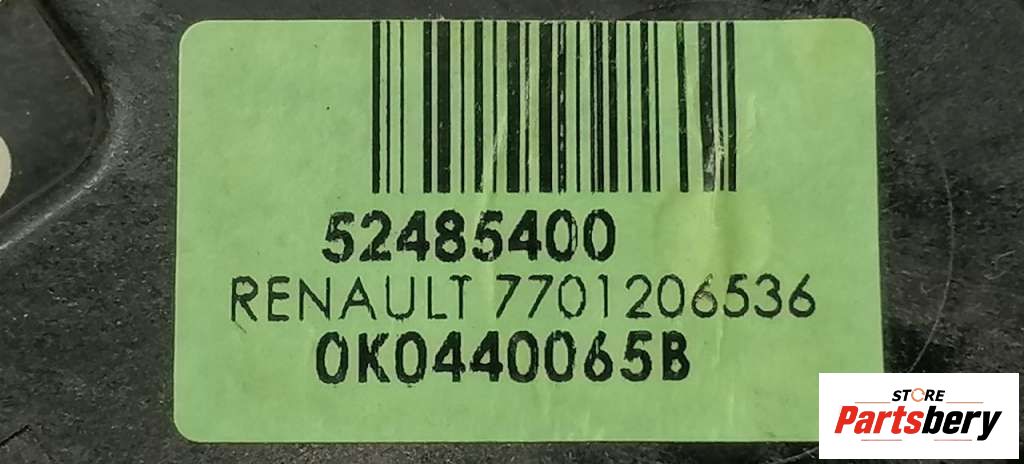 52485400
RENAULT 7701206536
0K0440065B
STORE
Partsbery